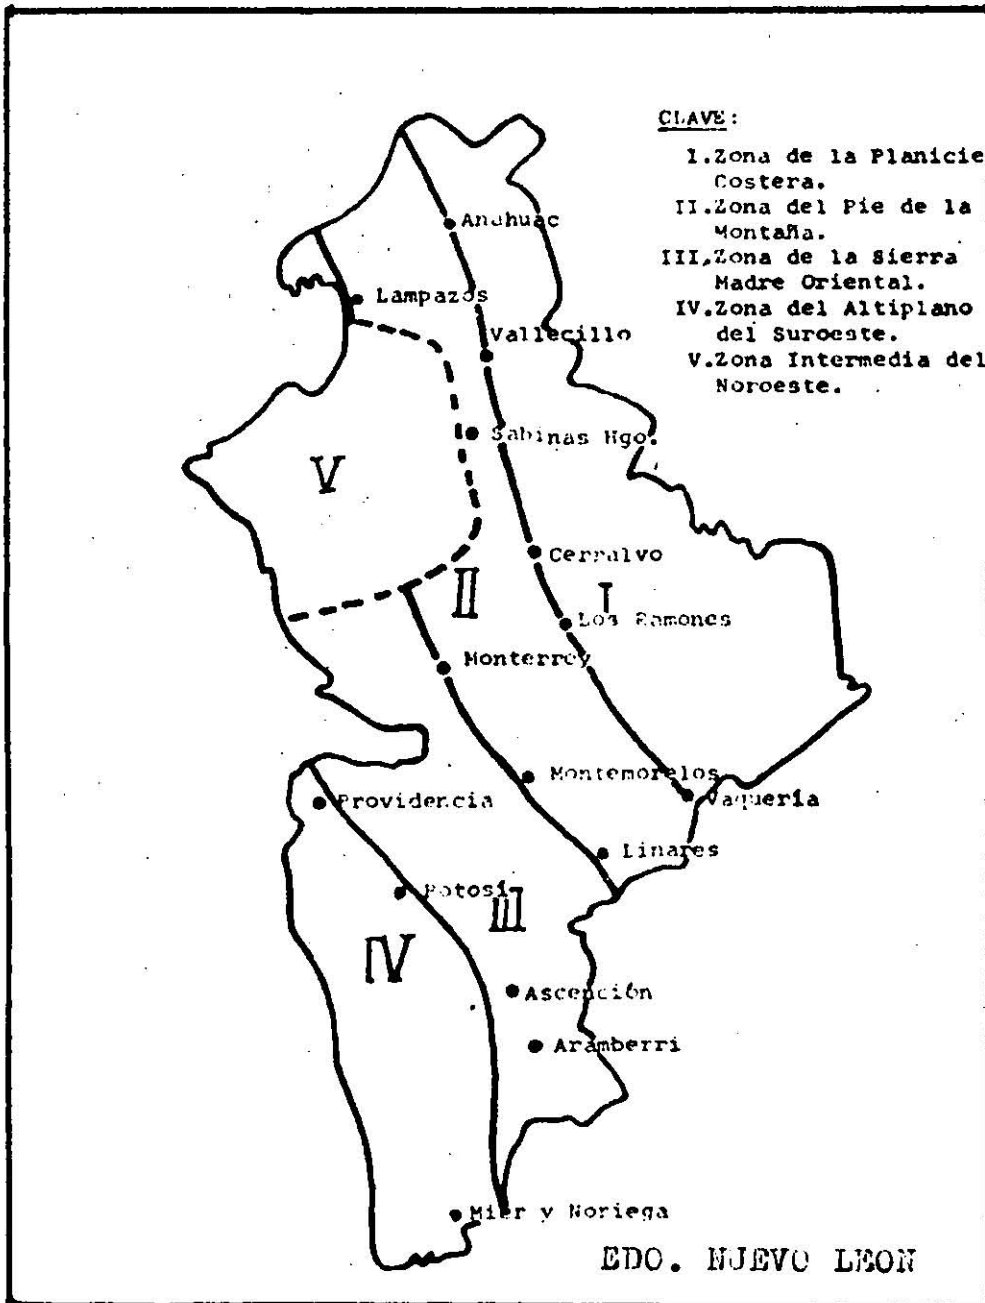 CLAVE:
I.Zona de la Planicie
Costera.
II.Zona del Pie de la
Montaña.
III,Zona de la Sierra
Madre Oriental.
IV.Zona del Altiplano
del Suroeste.
V.Zona Intermedia del
Noroeste.
Anahuac
Lampazos
Vallecillo
Sabinas Hgo.
V
Cerralvo
II
I
Los Ramones
Monterrey
Montemorelos
Vaquería
Providencia
Linares
Potosí
III
IV
Ascención
Aramberri
Mier y Noriega
EDO. NUEVO LEON